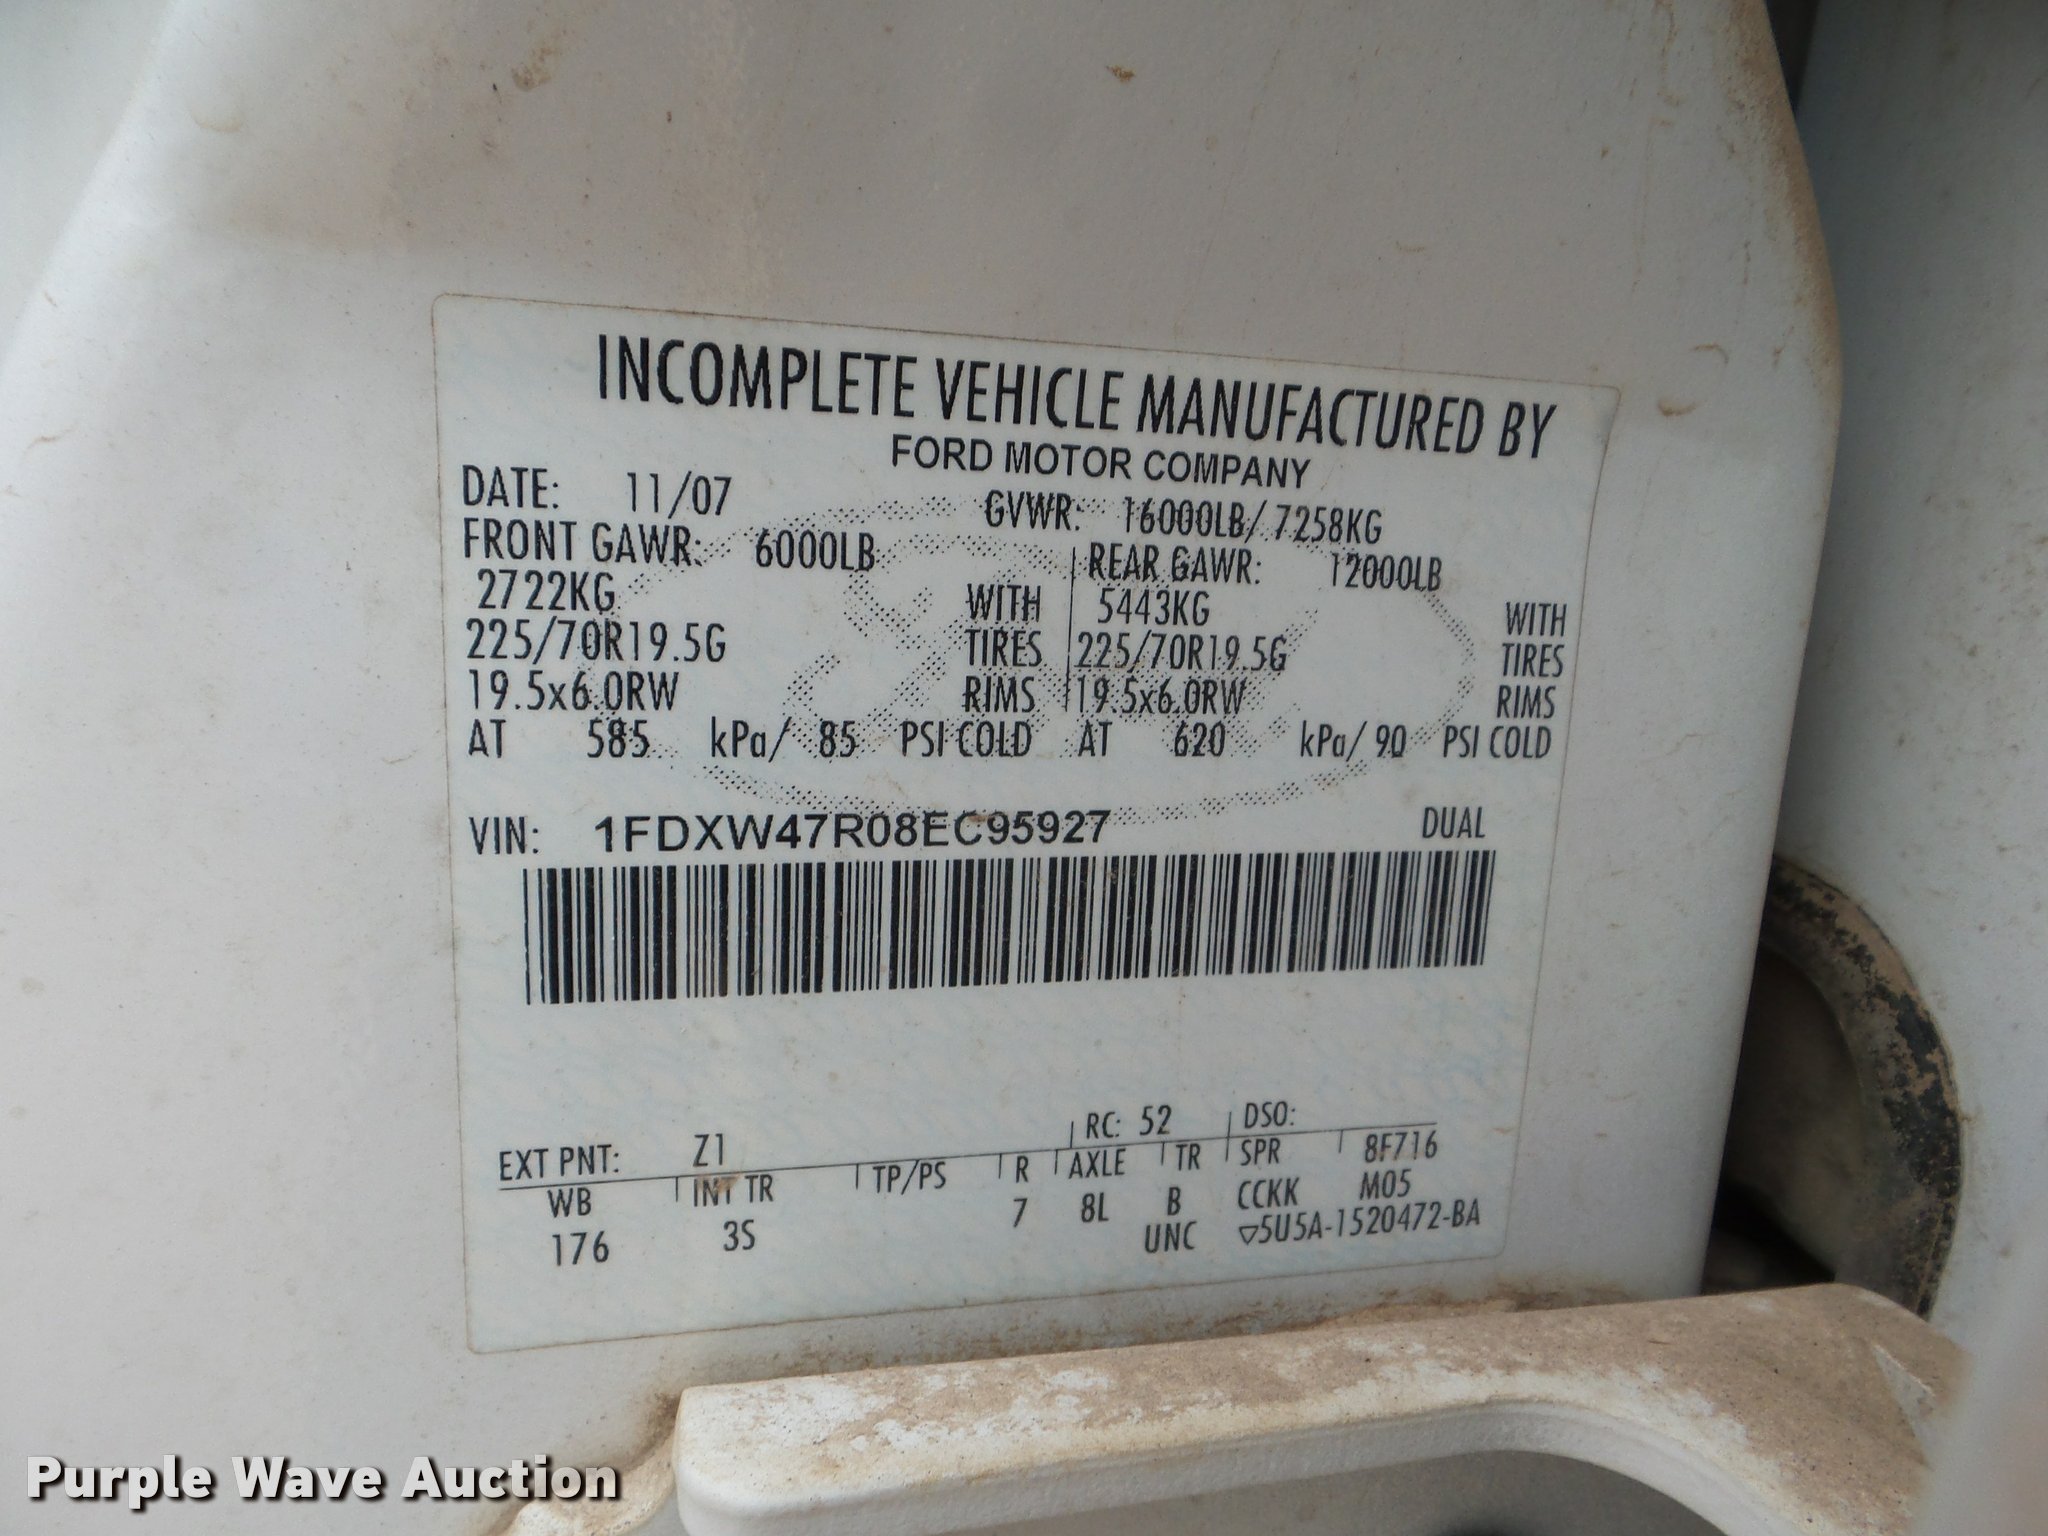 INCOMPLETE VEHICLE MANUFACTURED BY
FORD MOTOR COMPANY
DATE: 11/07 GVWR: 16000LB/ 7258KG
FRONT GAWR: 6000LB REAR GAWR: 12000LB
2722KG WITH 5443KG WITH
225/70R19.5G TIRES 225/70R19.5G TIRES
19.5x6.0RW RIMS 19.5x6.0RW RIMS
AT 585 kPa/ 85 PSI COLD AT 620 kPa/ 90 PSI COLD
VIN: 1FDXW47R08EC95927 DUAL
EXT PNT: Z1 RC: 52 DSO:
WB INT TR TP/PS R AXLE TR SPR 8F716
176 3S 7 8L B CCKK M05
UNC ▽5U5A-1520472-BA
Purple Wave Auction